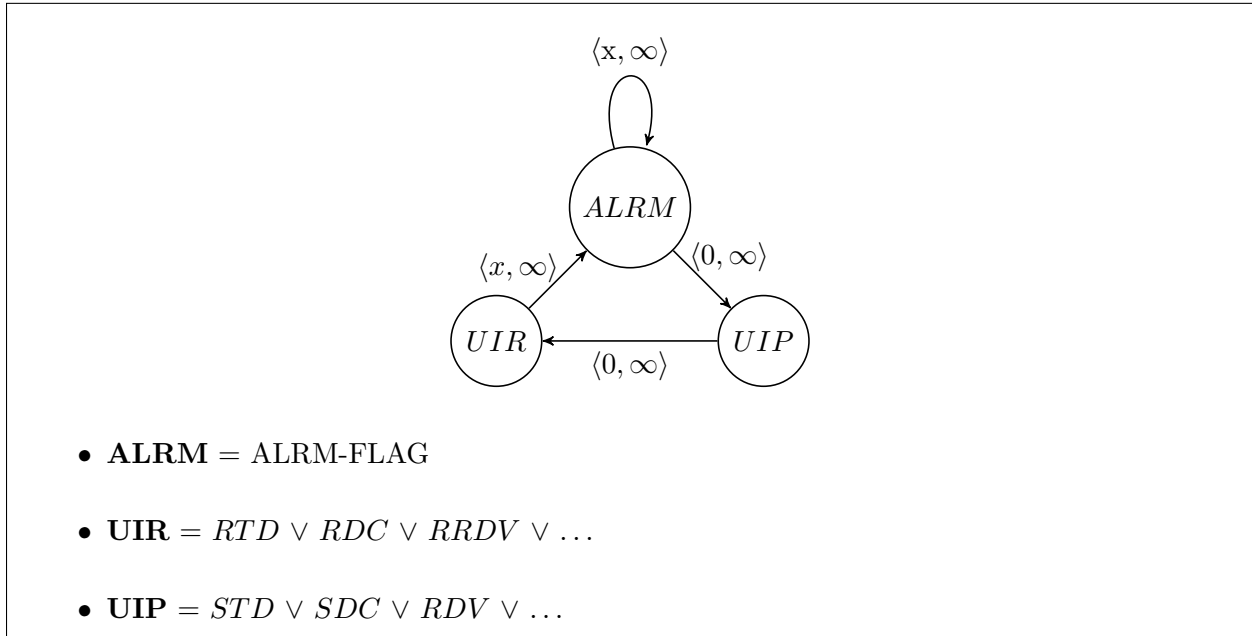 ⟨x, ∞⟩
ALRM
⟨x, ∞⟩
⟨0, ∞⟩
UIR
UIP
⟨0, ∞⟩
• ALRM = ALRM-FLAG
• UIR = RTD ∨ RDC ∨ RRDV ∨ …
• UIP = STD ∨ SDC ∨ RDV ∨ …